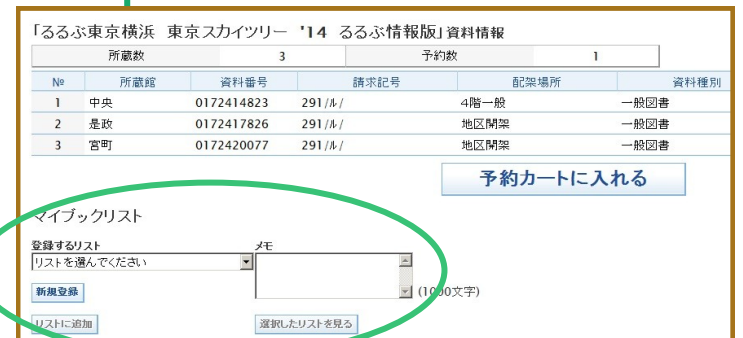 「るるぶ東京横浜 東京スカイツリー '14 るるぶ情報版」資料情報
所蔵数 3 予約数 1
№ 所蔵館 資料番号 請求記号 配架場所 資料種別
1 中央 0172414823 291/ル/ 4階一般 一般図書
2 是政 0172417826 291/ル/ 地区開架 一般図書
3 宮町 0172420077 291/ル/ 地区開架 一般図書
予約カートに入れる
マイブックリスト
登録するリスト メモ
リストを選んでください
新規登録 (1000文字)
リストに追加 選択したリストを見る